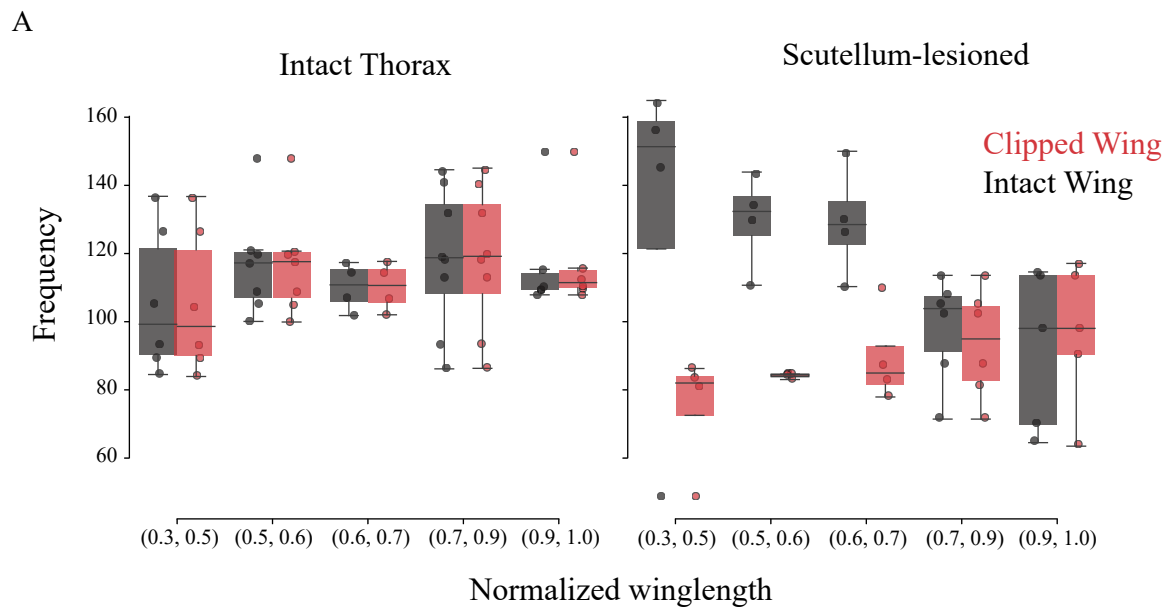 A
Intact Thorax
Scutellum-lesioned
Clipped Wing
Intact Wing
Frequency
160
140
120
100
80
60
(0.3, 0.5) (0.5, 0.6) (0.6, 0.7) (0.7, 0.9) (0.9, 1.0) (0.3, 0.5) (0.5, 0.6) (0.6, 0.7) (0.7, 0.9) (0.9, 1.0)
Normalized winglength